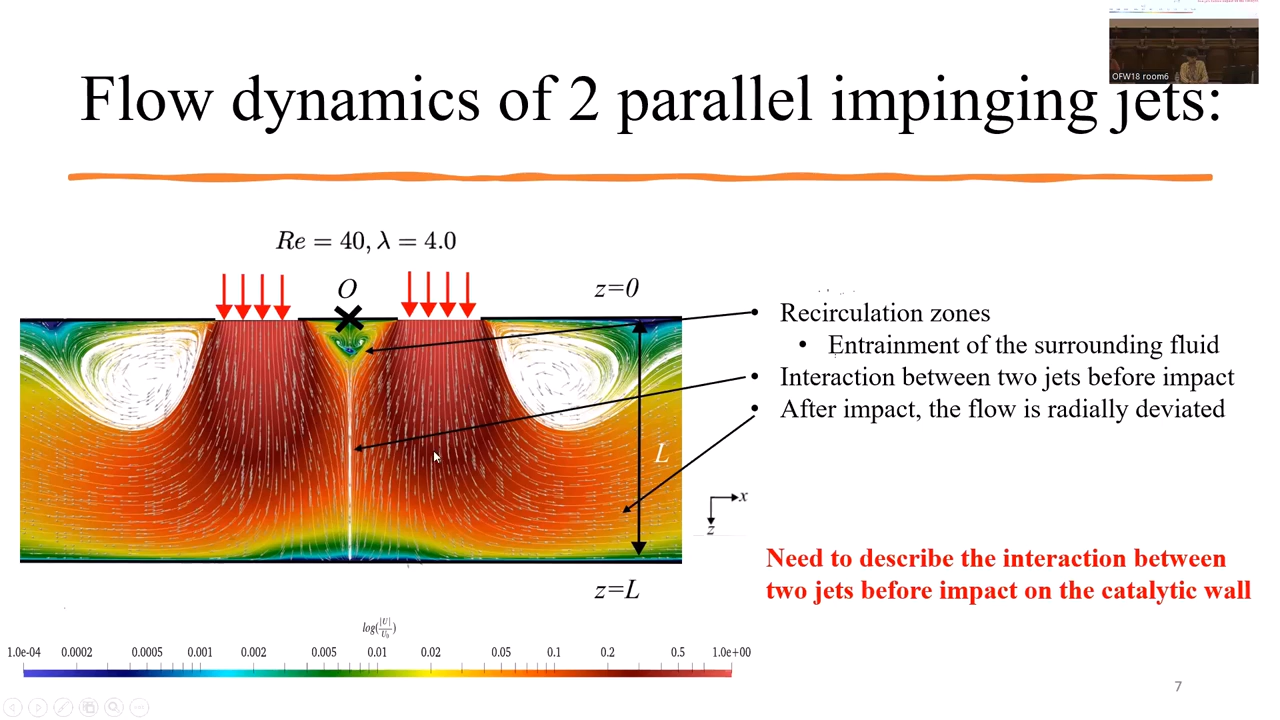 OFW18 room6
Flow dynamics of 2 parallel impinging jets:
Re = 40, λ = 4.0
O
z=0
• Recirculation zones
• Entrainment of the surrounding fluid
• Interaction between two jets before impact
• After impact, the flow is radially deviated
L
x
z
Need to describe the interaction between
two jets before impact on the catalytic wall
z=L
log(|U|/U₀)
1.0e-04 0.0002 0.0005 0.001 0.002 0.005 0.01 0.02 0.05 0.1 0.2 0.5 1.0e+00
7